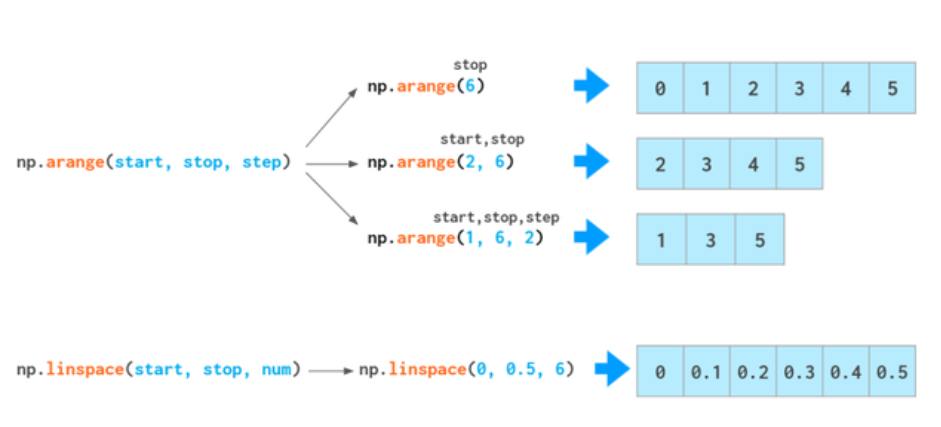 stop
np.arange(6)
0 1 2 3 4 5
start,stop
np.arange(start, stop, step)
np.arange(2, 6)
2 3 4 5
start,stop,step
np.arange(1, 6, 2)
1 3 5
np.linspace(start, stop, num)
np.linspace(0, 0.5, 6)
0 0.1 0.2 0.3 0.4 0.5